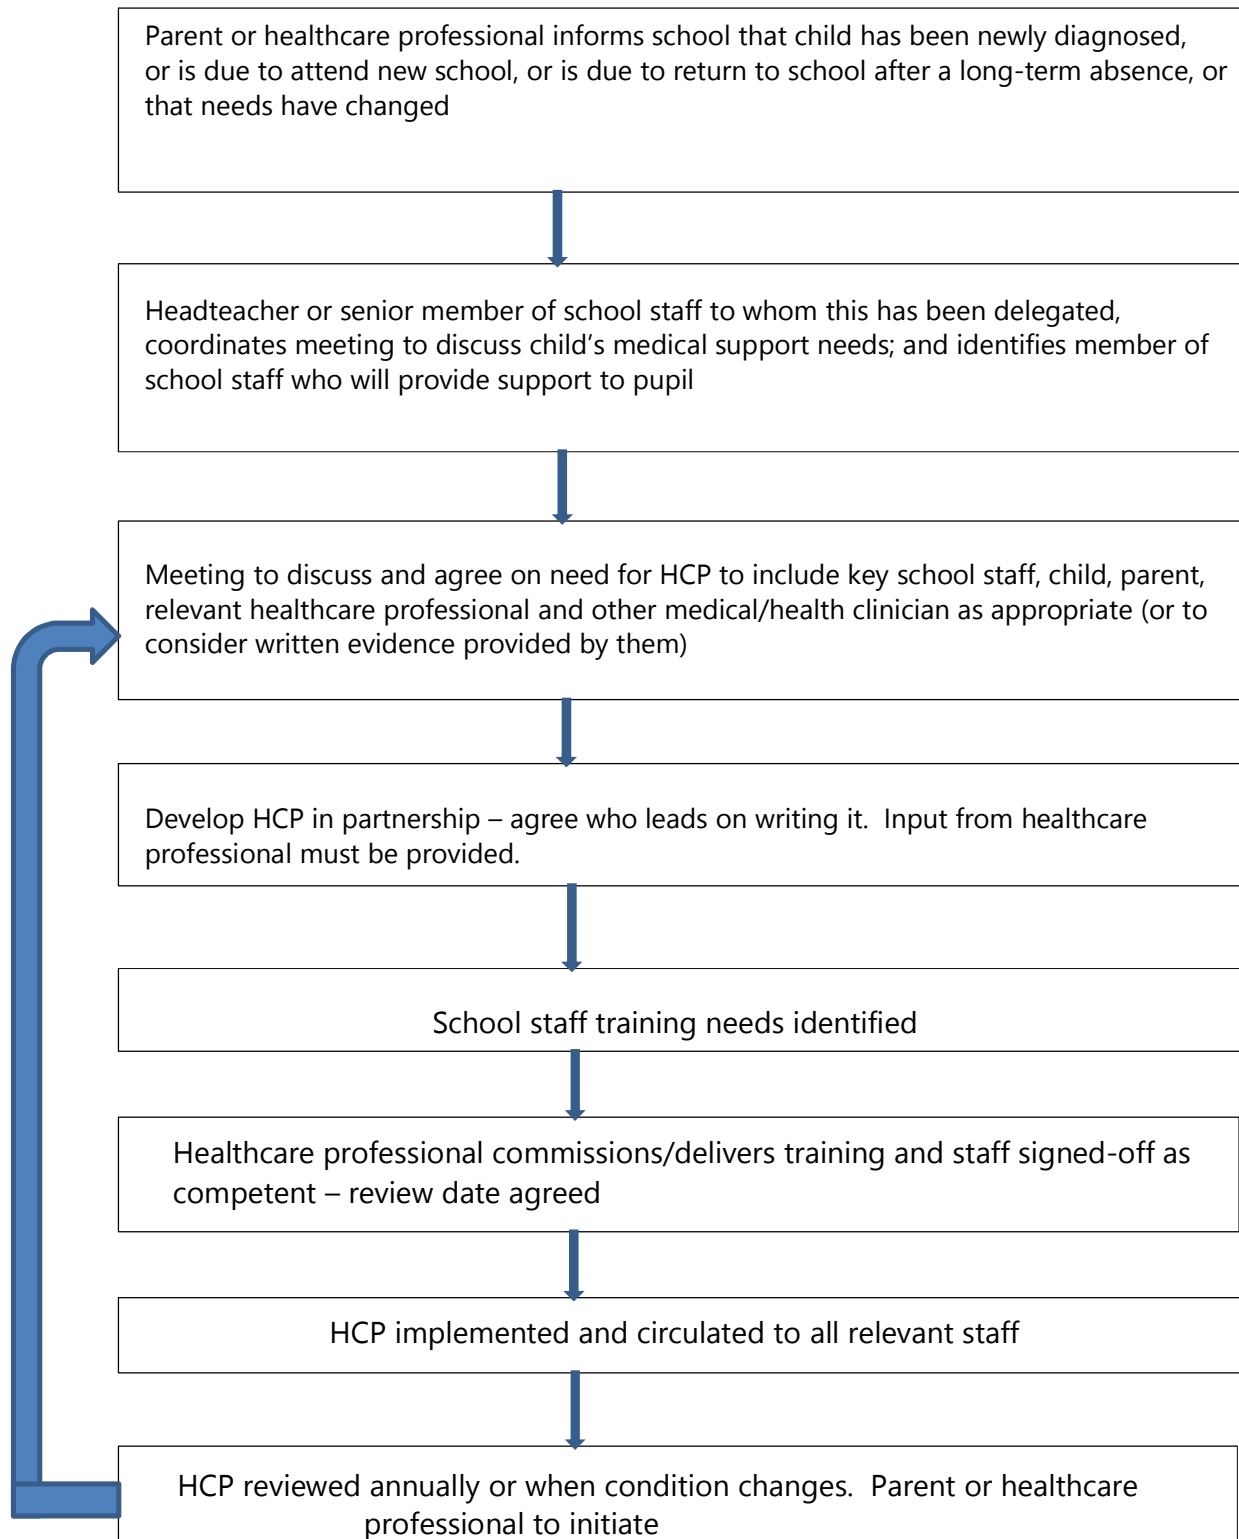 Parent or healthcare professional informs school that child has been newly diagnosed,
or is due to attend new school, or is due to return to school after a long-term absence, or
that needs have changed
Headteacher or senior member of school staff to whom this has been delegated,
coordinates meeting to discuss child’s medical support needs; and identifies member of
school staff who will provide support to pupil
Meeting to discuss and agree on need for HCP to include key school staff, child, parent,
relevant healthcare professional and other medical/health clinician as appropriate (or to
consider written evidence provided by them)
Develop HCP in partnership – agree who leads on writing it.  Input from healthcare
professional must be provided.
School staff training needs identified
Healthcare professional commissions/delivers training and staff signed-off as
competent – review date agreed
HCP implemented and circulated to all relevant staff
HCP reviewed annually or when condition changes.  Parent or healthcare
professional to initiate